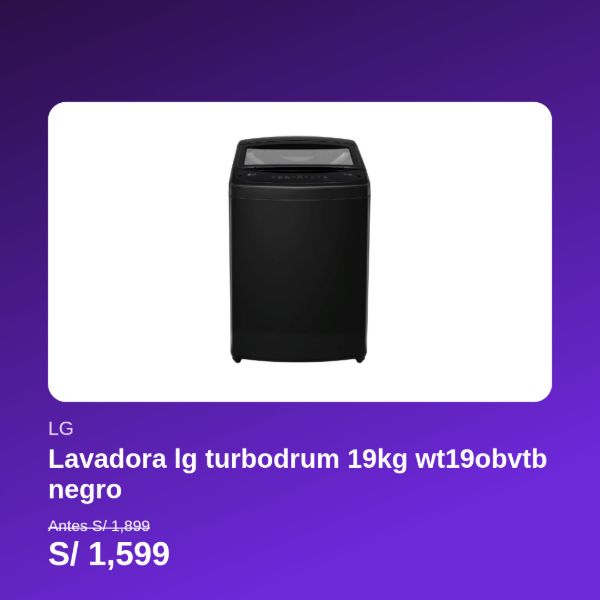 LG
Lavadora lg turbodrum 19kg wt19obvtb
negro
Antes S/ 1,899
S/ 1,599